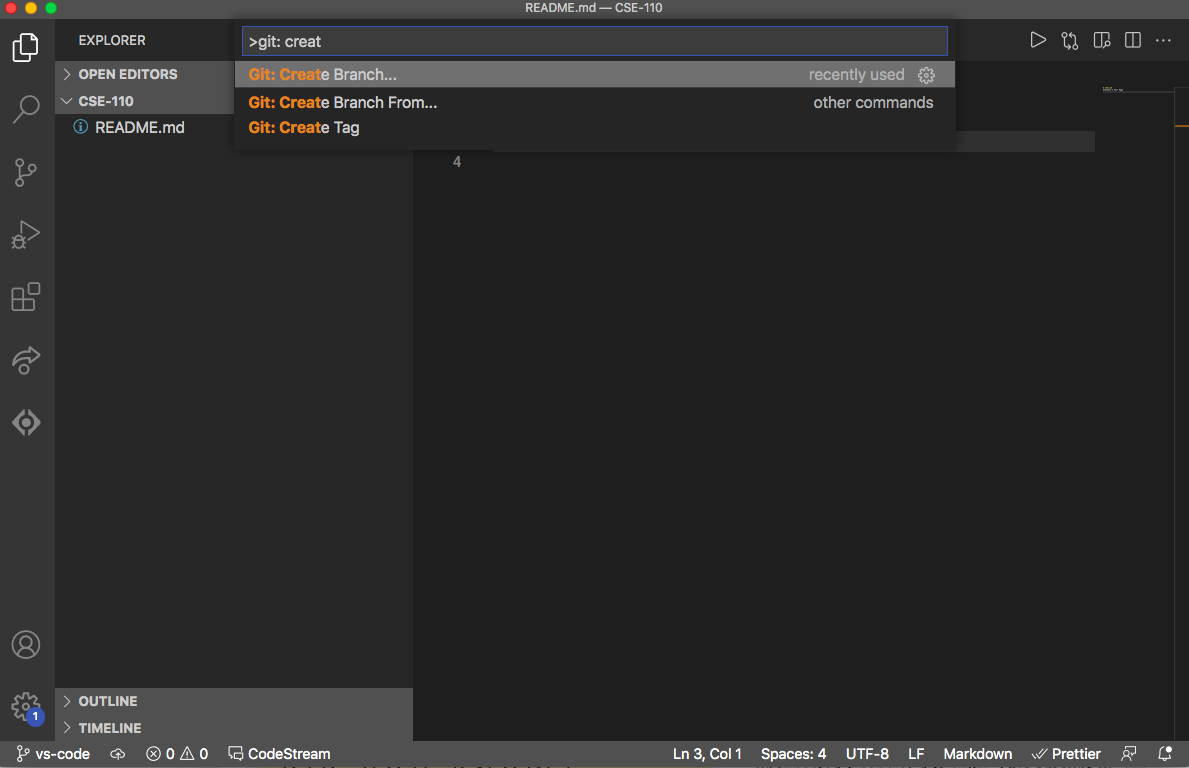 README.md — CSE-110
EXPLORER
>git: creat
OPEN EDITORS
Git: Create Branch...
recently used
CSE-110
Git: Create Branch From...
other commands
README.md
Git: Create Tag
4
OUTLINE
1
TIMELINE
vs-code 0 0 CodeStream Ln 3, Col 1 Spaces: 4 UTF-8 LF Markdown Prettier